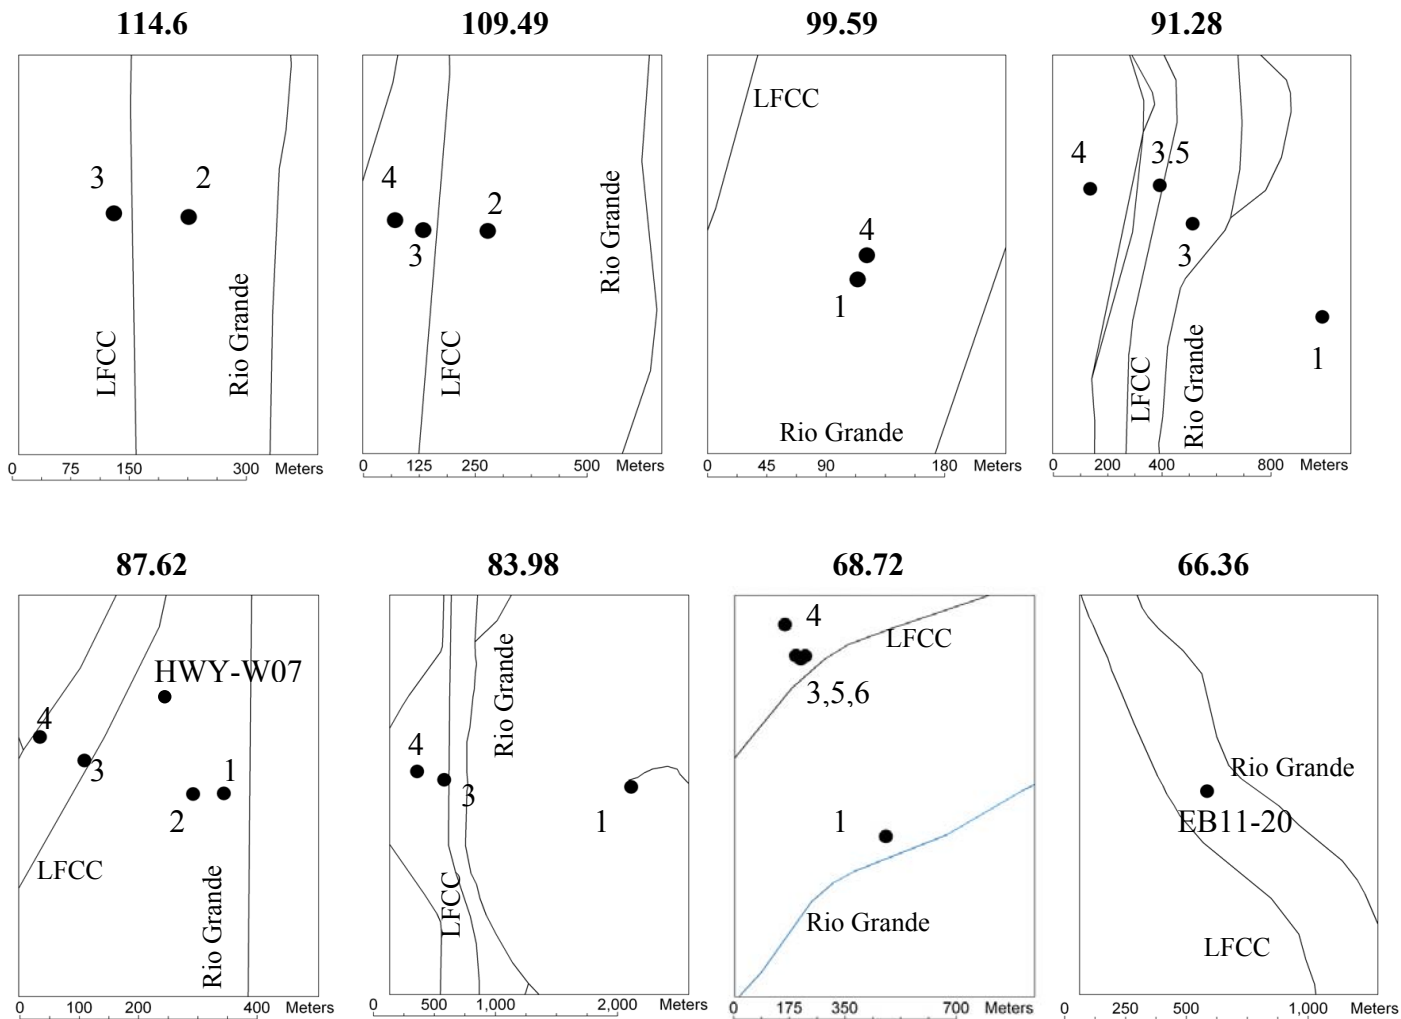 114.6
3
2
LFCC
Rio Grande
0 75 150 300 Meters
109.49
4
3
2
LFCC
Rio Grande
0 125 250 500 Meters
99.59
LFCC
4
1
Rio Grande
0 45 90 180 Meters
91.28
4
3.5
3
1
LFCC
Rio Grande
0 200 400 800 Meters
87.62
HWY-W07
4
3
1
2
LFCC
Rio Grande
0 100 200 400 Meters
83.98
Rio Grande
4
3
1
LFCC
0 500 1,000 2,000 Meters
68.72
4
LFCC
3,5,6
1
Rio Grande
0 175 350 700 Meters
66.36
Rio Grande
EB11-20
LFCC
0 250 500 1,000 Meters